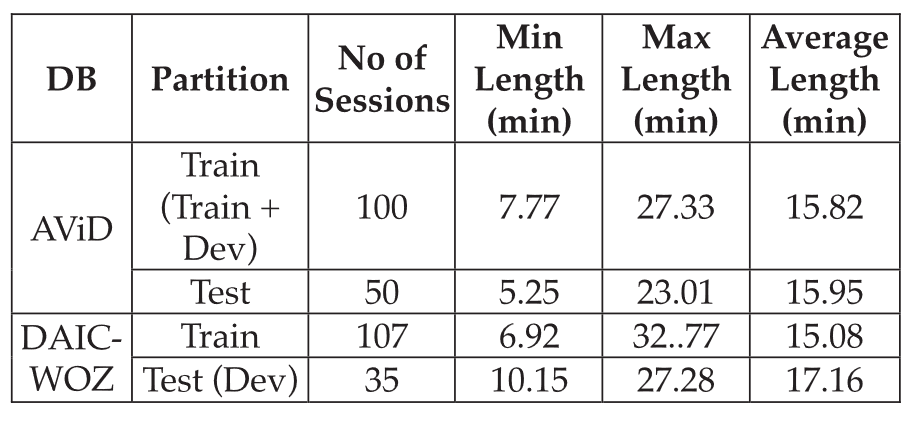 DB Partition No of Sessions Min Length (min) Max Length (min) Average Length (min)
AViD Train (Train + Dev) 100 7.77 27.33 15.82
Test 50 5.25 23.01 15.95
DAIC-WOZ Train 107 6.92 32..77 15.08
Test (Dev) 35 10.15 27.28 17.16